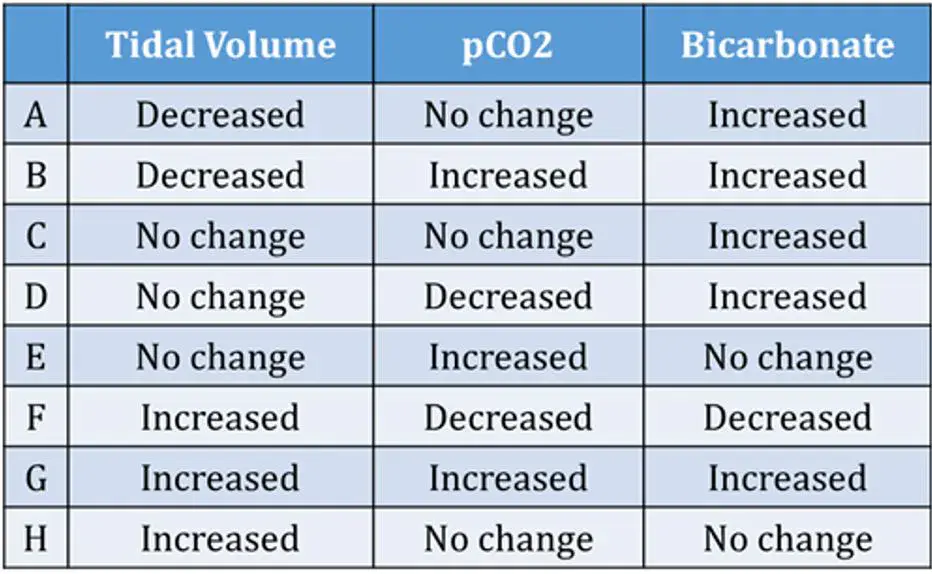 Tidal Volume pCO2 Bicarbonate
A Decreased No change Increased
B Decreased Increased Increased
C No change No change Increased
D No change Decreased Increased
E No change Increased No change
F Increased Decreased Decreased
G Increased Increased Increased
H Increased No change No change